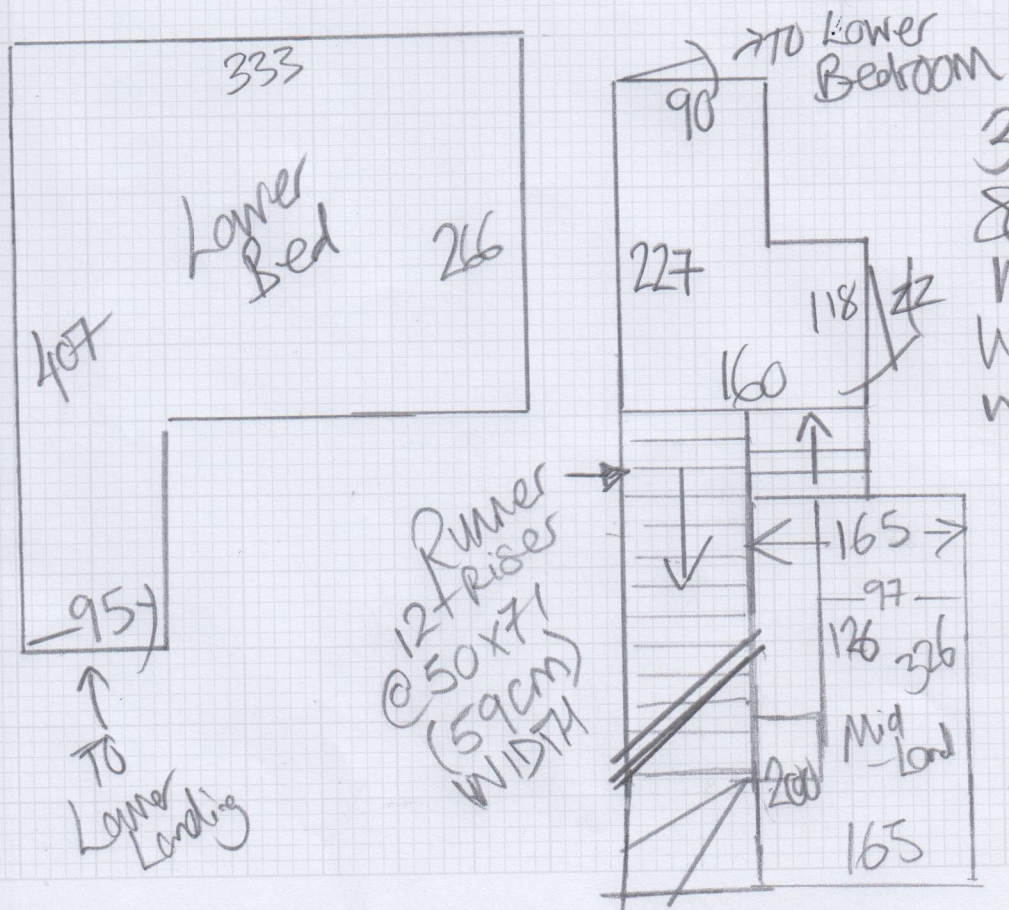 333
Lower
Bed
266
407
95
TO
Lower
Landing
→TO Lower
Bedroom
90
227
118
160
Runner
12+Riser
@50x71
(59cm)
WIDTH
165
97
126
326
Mid
Land
200
165